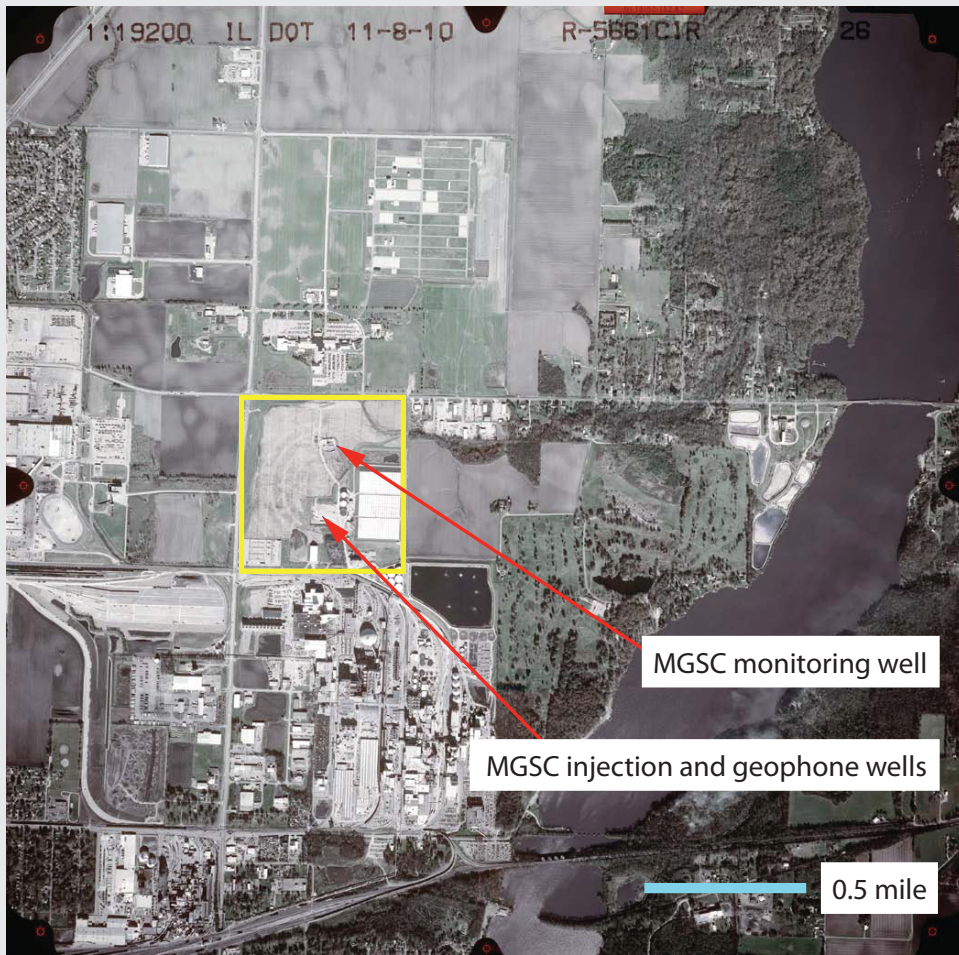 1:19200 IL DOT 11-8-10 R-5661CIR 26
MGSC monitoring well
MGSC injection and geophone wells
0.5 mile